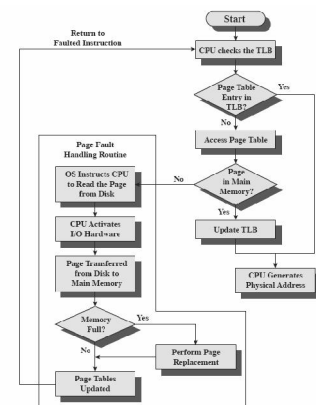 Start
Return to
Faulted Instruction
CPU checks the TLB
Page Table
Entry in
TLB?
Yes
No
Access Page Table
Page Fault
Handling Routine
OS Instructs CPU
to Read the Page
from Disk
No
Page
in Main
Memory?
Yes
CPU Activates
I/O Hardware
Update TLB
Page Transferred
from Disk to
Main Memory
CPU Generates
Physical Address
Memory
Full?
Yes
No
Perform Page
Replacement
Page Tables
Updated